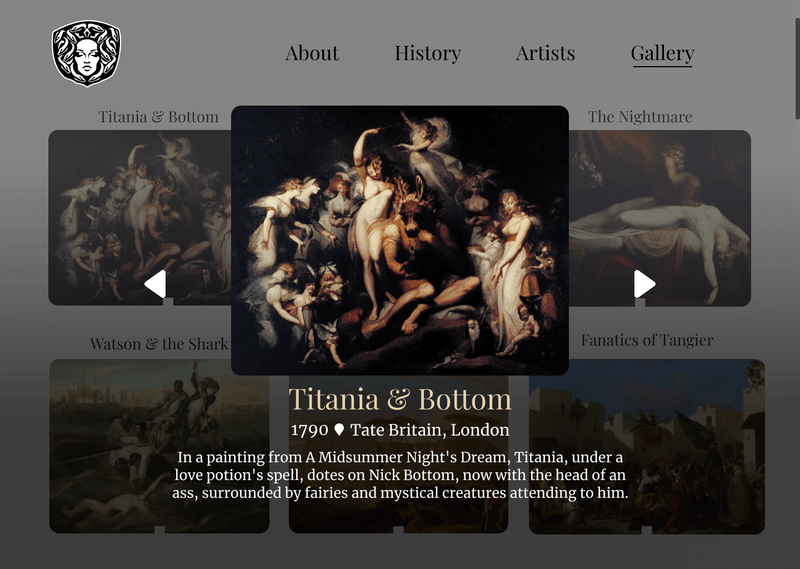 About
History
Artists
Gallery
Titania & Bottom
The Nightmare
Watson & the Shark
Fanatics of Tangier
Titania & Bottom
1790 Tate Britain, London
In a painting from A Midsummer Night's Dream, Titania, under a
love potion's spell, dotes on Nick Bottom, now with the head of an
ass, surrounded by fairies and mystical creatures attending to him.